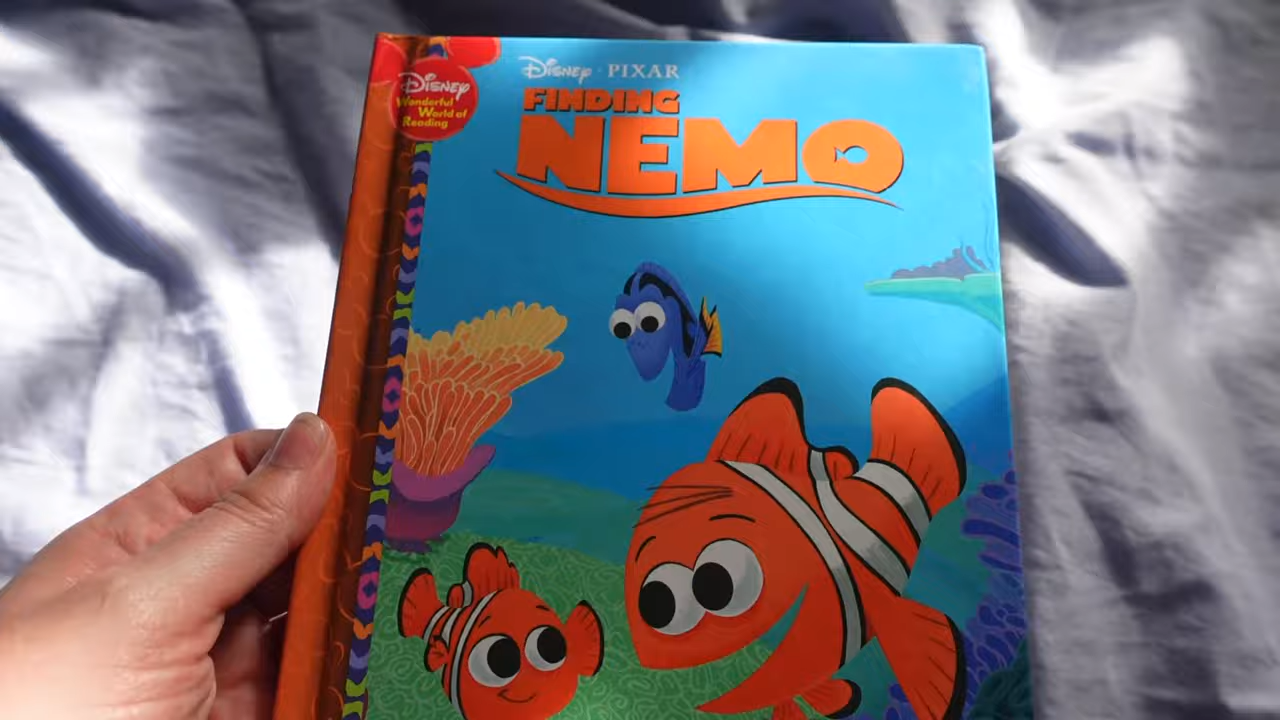 Disney
Wonderful
World of
Reading
Disney · PIXAR
FINDING
NEMO